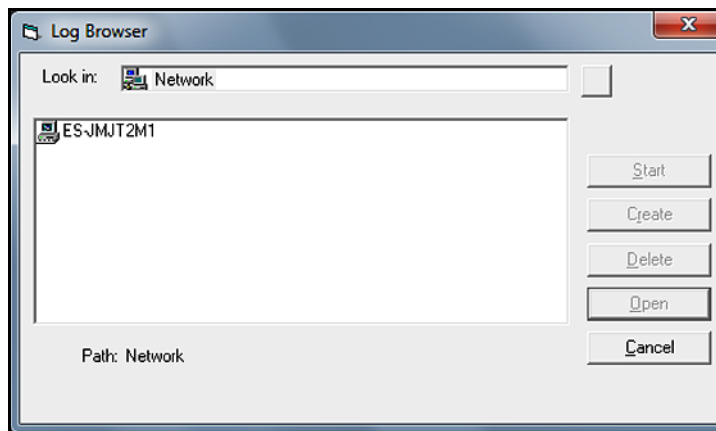 Log Browser
Look in: Network
ES-JMJT2M1
Start
Create
Delete
Open
Cancel
Path: Network